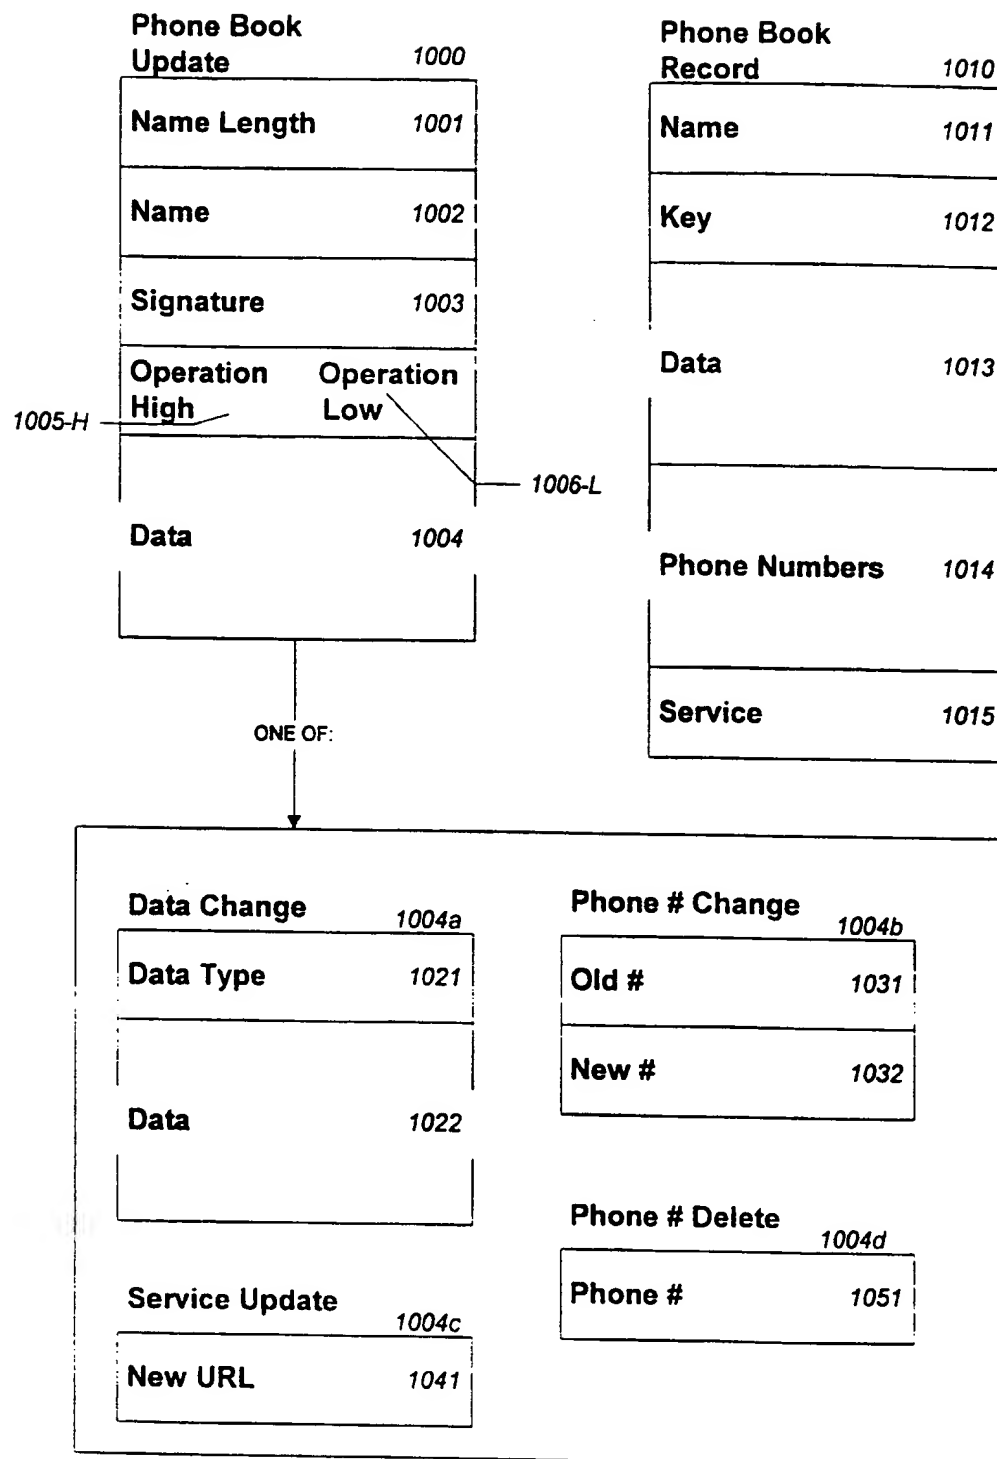 Phone Book
Update 1000
Name Length 1001
Name 1002
Signature 1003
Operation Operation
High Low
1005-H
1006-L
Data 1004
Phone Book
Record 1010
Name 1011
Key 1012
Data 1013
Phone Numbers 1014
Service 1015
ONE OF:
Data Change 1004a
Data Type 1021
Data 1022
Phone # Change
1004b
Old # 1031
New # 1032
Service Update
1004c
New URL 1041
Phone # Delete
1004d
Phone # 1051